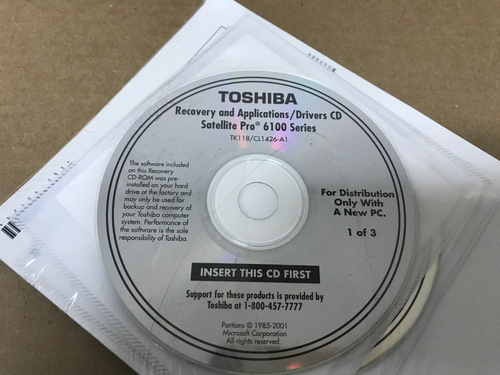 TOSHIBA
Recovery and Applications/Drivers CD
Satellite Pro® 6100 Series
TK118/CL1426-A1
The software included
on this Recovery
CD-ROM was pre-
installed on your hard
drive at the factory and
may only be used for
backup and recovery of
your Toshiba computer
system. Performance of
the software is the sole
responsibility of Toshiba.
For Distribution
Only With
A New PC.
1 of 3
INSERT THIS CD FIRST
Support for these products is provided by
Toshiba at 1-800-457-7777
Portions © 1985-2001
Microsoft Corporation
All rights reserved.